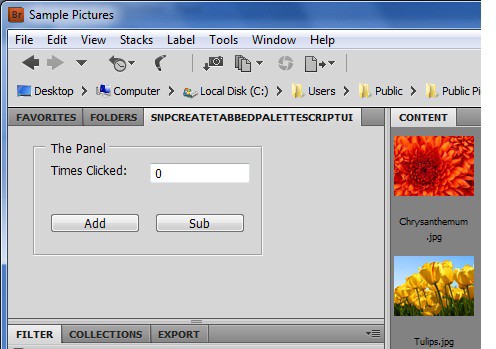 Br Sample Pictures
File Edit View Stacks Label Tools Window Help
Desktop Computer Local Disk (C:) Users Public Public Pi
FAVORITES FOLDERS SNPCREATETABBEDPALETTESCRIPTUI CONTENT
The Panel
Times Clicked: 0
Add Sub
Chrysanthemum
.jpg
FILTER COLLECTIONS EXPORT
Tulips.jpg